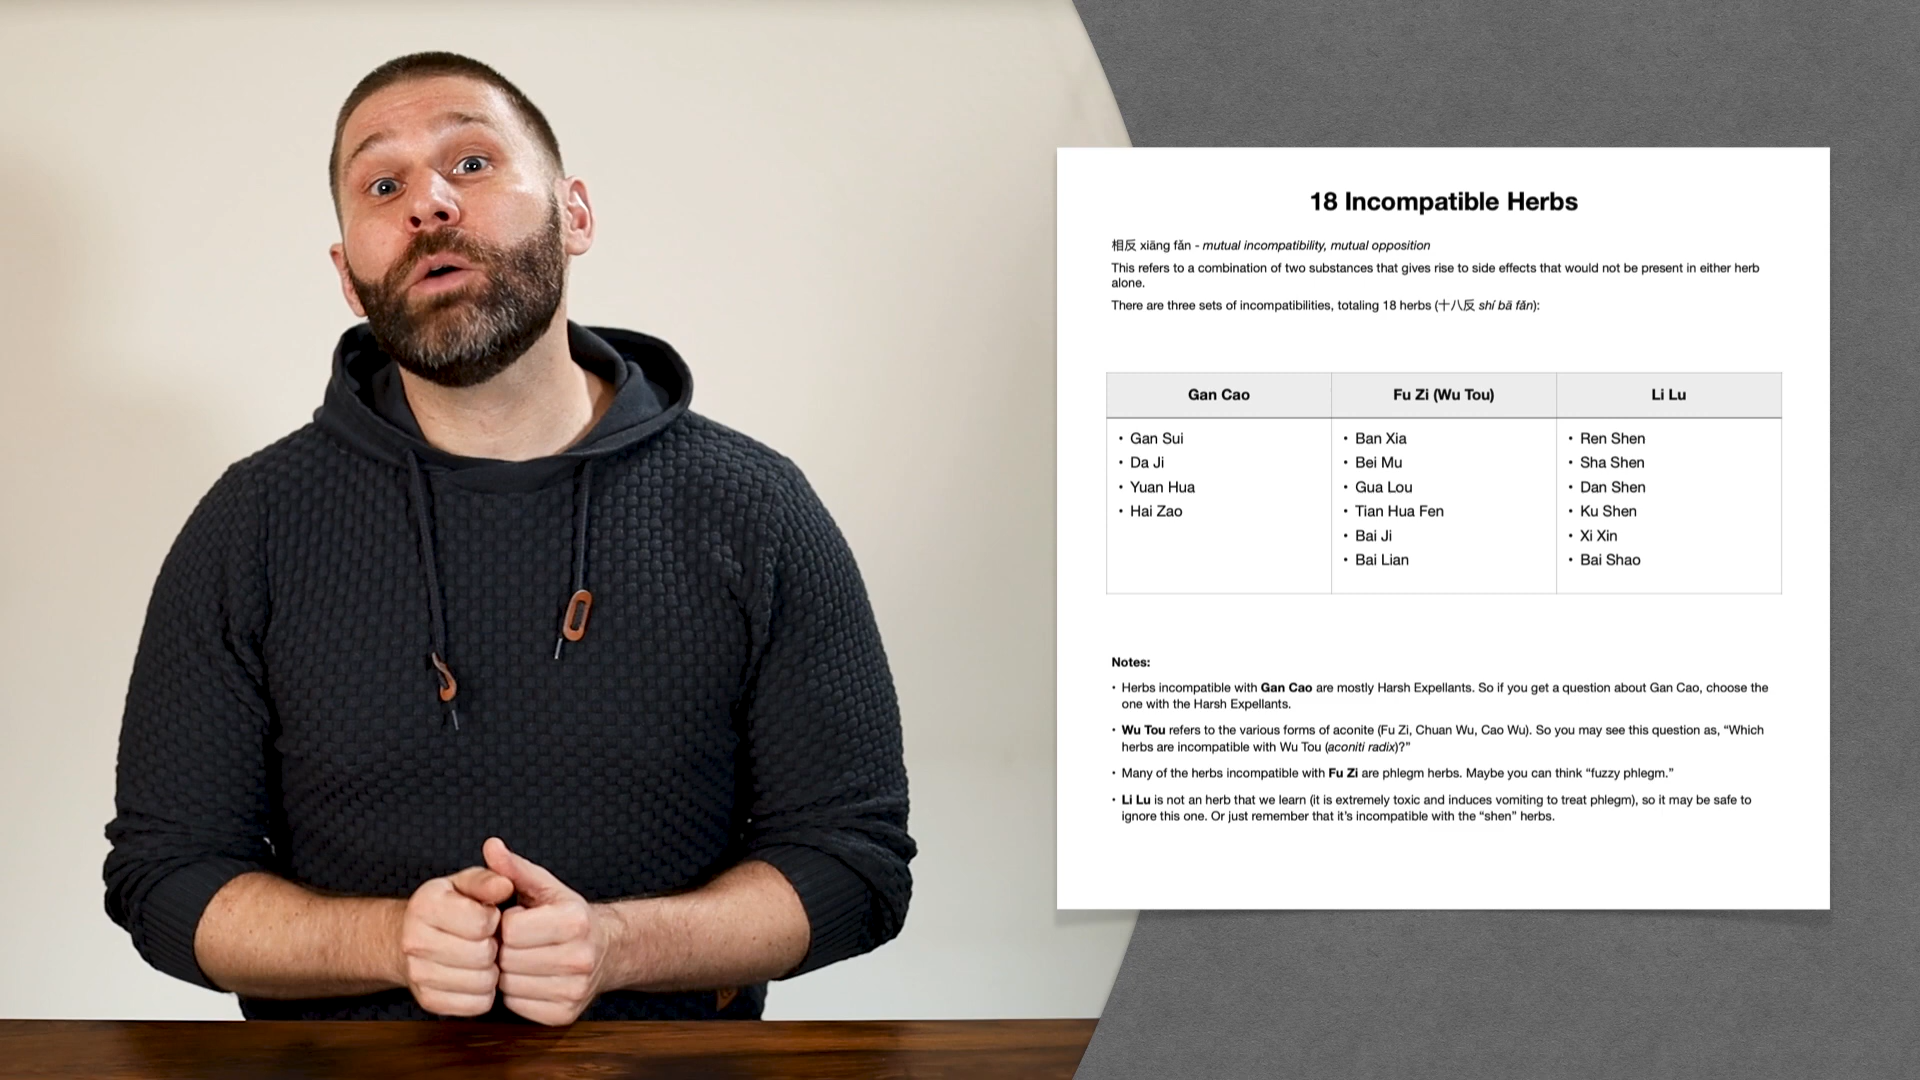 18 Incompatible Herbs
相反 xiāng fǎn - mutual incompatibility, mutual opposition
This refers to a combination of two substances that gives rise to side effects that would not be present in either herb
alone.
There are three sets of incompatibilities, totaling 18 herbs (十八反 shí bā fǎn):
Gan Cao
Fu Zi (Wu Tou)
Li Lu
• Gan Sui
• Da Ji
• Yuan Hua
• Hai Zao
• Ban Xia
• Bei Mu
• Gua Lou
• Tian Hua Fen
• Bai Ji
• Bai Lian
• Ren Shen
• Sha Shen
• Dan Shen
• Ku Shen
• Xi Xin
• Bai Shao
Notes:
• Herbs incompatible with Gan Cao are mostly Harsh Expellants. So if you get a question about Gan Cao, choose the
one with the Harsh Expellants.
• Wu Tou refers to the various forms of aconite (Fu Zi, Chuan Wu, Cao Wu). So you may see this question as, “Which
herbs are incompatible with Wu Tou (aconiti radix)?”
• Many of the herbs incompatible with Fu Zi are phlegm herbs. Maybe you can think “fuzzy phlegm.”
• Li Lu is not an herb that we learn (it is extremely toxic and induces vomiting to treat phlegm), so it may be safe to
ignore this one. Or just remember that it’s incompatible with the “shen” herbs.